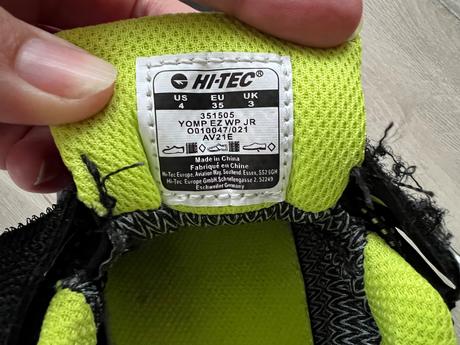 HI-TEC®
US EU UK
4 35 3
351505
YOMP EZ WP JR
O010047/021
AV21E
Made in China
Fabriqué en Chine
Hi-Tec Europe, Aviation Way, Southend, Essex, SS2 6GH
Hi-Tec Europe GmbH, Schnelengasse 2, 52249
Eschweiler Germany